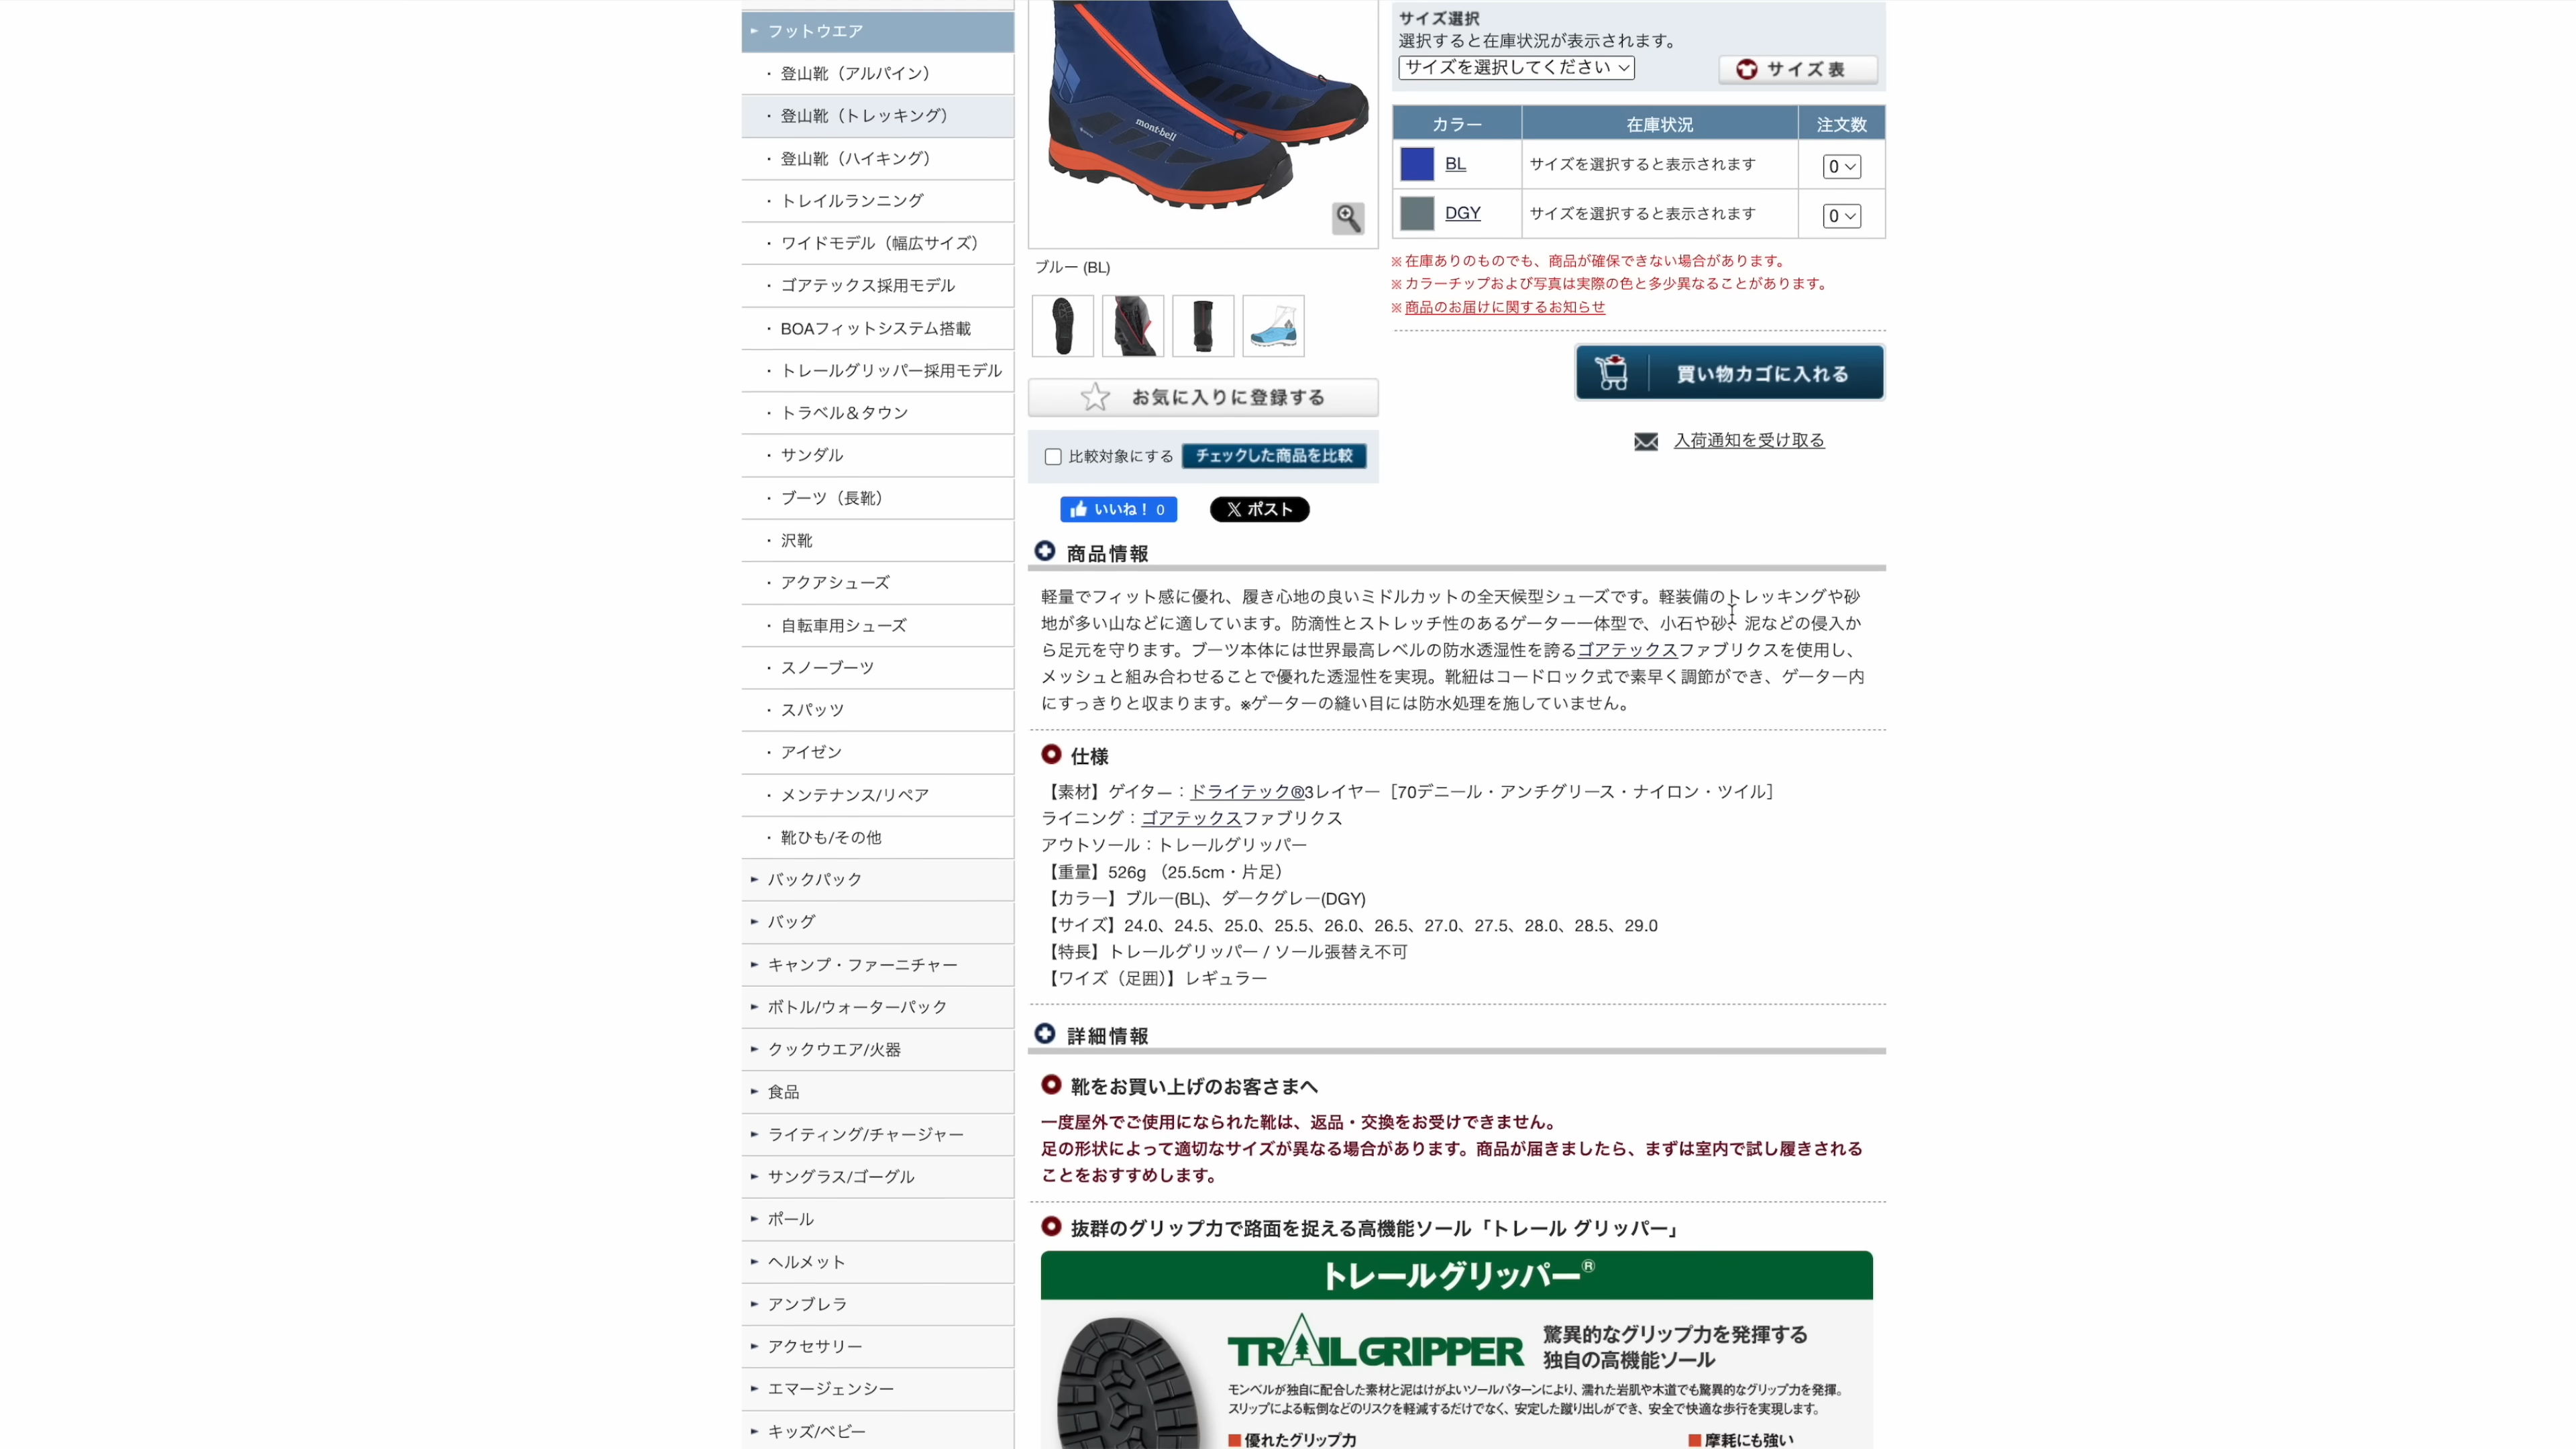 フットウエア
・ 登山靴（アルパイン）
・ 登山靴（トレッキング）
・ 登山靴（ハイキング）
・ トレイルランニング
・ ワイドモデル（幅広サイズ）
・ ゴアテックス採用モデル
・ BOAフィットシステム搭載
・ トレールグリッパー採用モデル
・ トラベル＆タウン
・ サンダル
・ ブーツ（長靴）
・ 沢靴
・ アクアシューズ
・ 自転車用シューズ
・ スノーブーツ
・ スパッツ
・ アイゼン
・ メンテナンス/リペア
・ 靴ひも/その他
バックパック
バッグ
キャンプ・ファーニチャー
ボトル/ウォーターパック
クックウエア/火器
食品
ライティング/チャージャー
サングラス/ゴーグル
ポール
ヘルメット
アンブレラ
アクセサリー
エマージェンシー
キッズ/ベビー
mont-bell
ブルー (BL)
お気に入りに登録する
比較対象にする チェックした商品を比較
いいね！ 0 ポスト
サイズ選択
選択すると在庫状況が表示されます。
サイズを選択してください サイズ表
カラー 在庫状況 注文数
BL サイズを選択すると表示されます 0
DGY サイズを選択すると表示されます 0
※在庫ありのものでも、商品が確保できない場合があります。
※カラーチップおよび写真は実際の色と多少異なることがあります。
※商品のお届けに関するお知らせ
買い物カゴに入れる
入荷通知を受け取る
商品情報
軽量でフィット感に優れ、履き心地の良いミドルカットの全天候型シューズです。軽装備のトレッキングや砂
地が多い山などに適しています。防滴性とストレッチ性のあるゲーター一体型で、小石や砂、泥などの侵入か
ら足元を守ります。ブーツ本体には世界最高レベルの防水透湿性を誇るゴアテックスファブリクスを使用し、
メッシュと組み合わせることで優れた透湿性を実現。靴紐はコードロック式で素早く調節ができ、ゲーター内
にすっきりと収まります。※ゲーターの縫い目には防水処理を施していません。
仕様
【素材】ゲイター：ドライテック®3レイヤー［70デニール・アンチグリース・ナイロン・ツイル］
ライニング：ゴアテックスファブリクス
アウトソール：トレールグリッパー
【重量】526g （25.5cm・片足）
【カラー】ブルー(BL)、ダークグレー(DGY)
【サイズ】24.0、24.5、25.0、25.5、26.0、26.5、27.0、27.5、28.0、28.5、29.0
【特長】トレールグリッパー / ソール張替え不可
【ワイズ（足囲）】レギュラー
詳細情報
靴をお買い上げのお客さまへ
一度屋外でご使用になられた靴は、返品・交換をお受けできません。
足の形状によって適切なサイズが異なる場合があります。商品が届きましたら、まずは室内で試し履きされる
ことをおすすめします。
抜群のグリップ力で路面を捉える高機能ソール「トレール グリッパー」
トレールグリッパー®
TRAIL GRIPPER
驚異的なグリップ力を発揮する
独自の高機能ソール
モンベルが独自に配合した素材と泥はけがよいソールパターンにより、濡れた岩肌や木道でも驚異的なグリップ力を発揮。
スリップによる転倒などのリスクを軽減するだけでなく、安定した蹴り出しができ、安全で快適な歩行を実現します。
■優れたグリップ力 ■摩耗にも強い